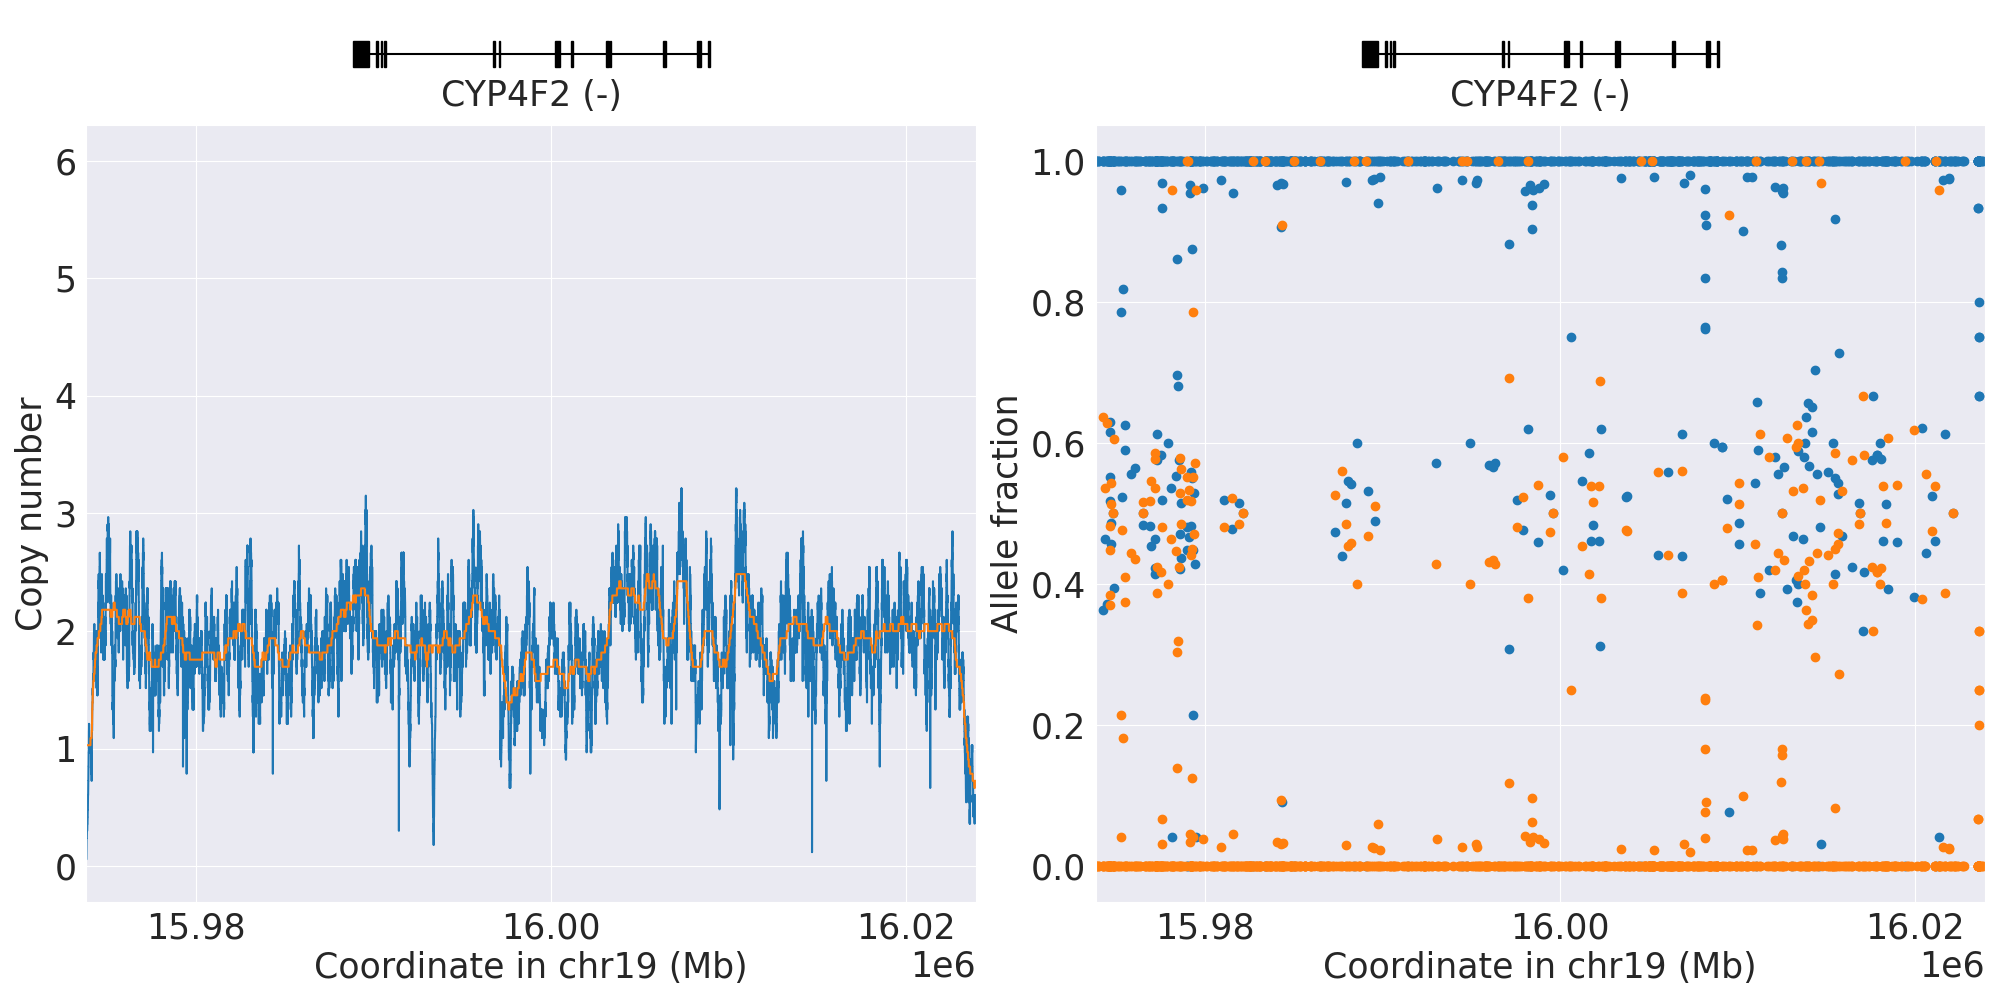 CYP4F2 (-)
Copy number
6
5
4
3
2
1
0
15.98
16.00
16.02
Coordinate in chr19 (Mb)
1e6
CYP4F2 (-)
Allele fraction
1.0
0.8
0.6
0.4
0.2
0.0
15.98
16.00
16.02
Coordinate in chr19 (Mb)
1e6